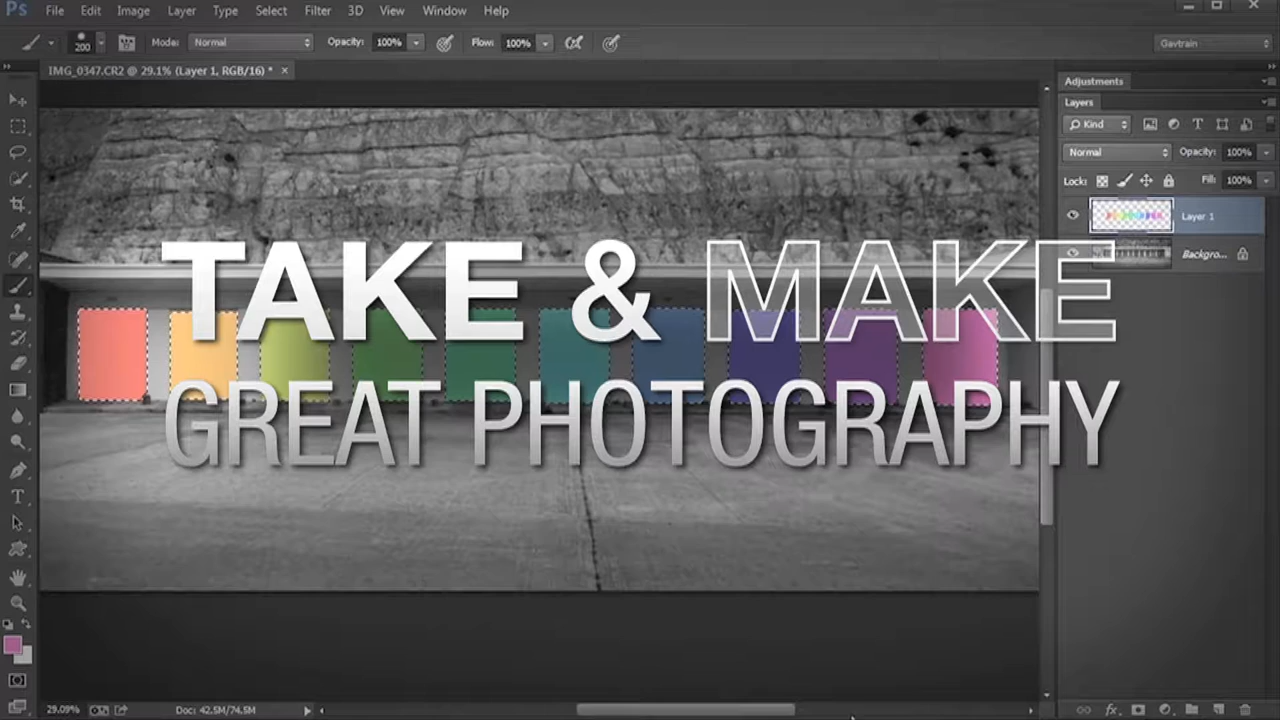 Ps File Edit Image Layer Type Select Filter 3D View Window Help
200 Mode: Normal Opacity: 100% Flow: 100% Gavtrain
IMG_0347.CR2 @ 29.1% (Layer 1, RGB/16) *
Adjustments
Layers
Kind
Normal Opacity: 100%
Lock: Fill: 100%
Layer 1
Backgro...
TAKE & MAKE
GREAT PHOTOGRAPHY
29.09% Doc: 42.5M/74.5M